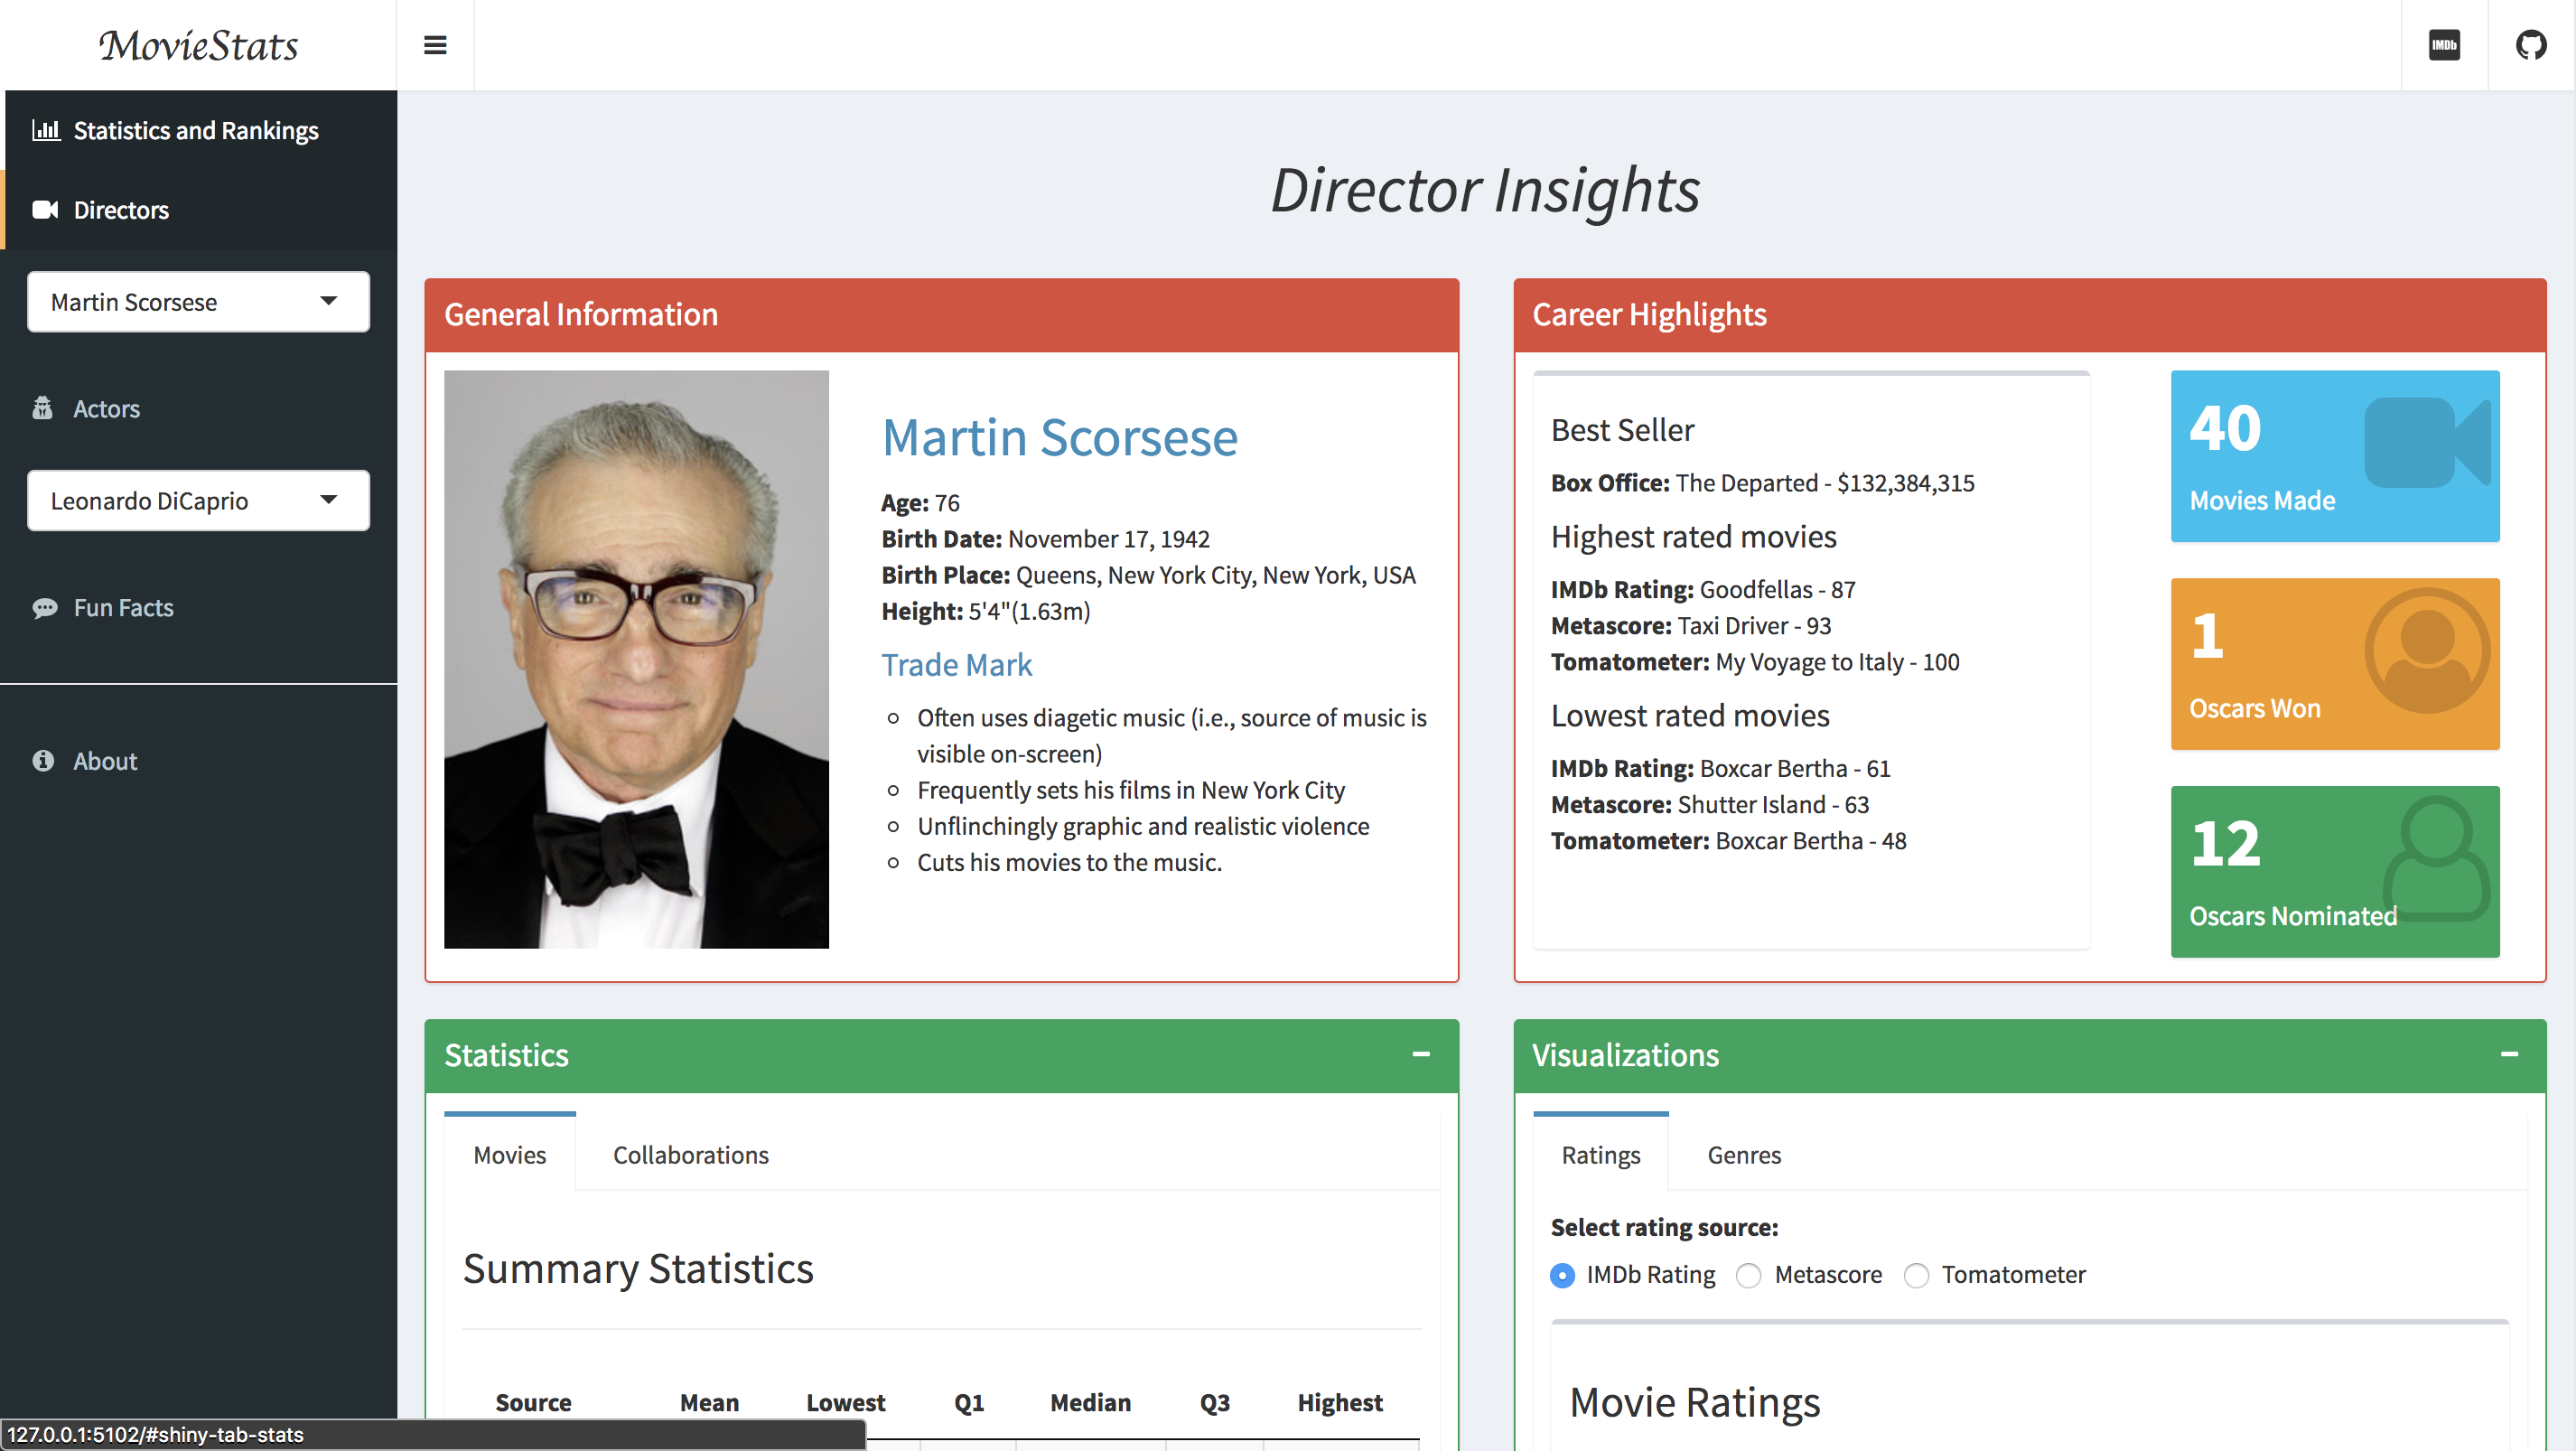 MovieStats
IMDb
Statistics and Rankings
Directors
Martin Scorsese
Actors
Leonardo DiCaprio
Fun Facts
About
Director Insights
General Information
Martin Scorsese
Age: 76
Birth Date: November 17, 1942
Birth Place: Queens, New York City, New York, USA
Height: 5'4"(1.63m)
Trade Mark
Often uses diagetic music (i.e., source of music is
visible on-screen)
Frequently sets his films in New York City
Unflinchingly graphic and realistic violence
Cuts his movies to the music.
Career Highlights
Best Seller
Box Office: The Departed - $132,384,315
Highest rated movies
IMDb Rating: Goodfellas - 87
Metascore: Taxi Driver - 93
Tomatometer: My Voyage to Italy - 100
Lowest rated movies
IMDb Rating: Boxcar Bertha - 61
Metascore: Shutter Island - 63
Tomatometer: Boxcar Bertha - 48
40
Movies Made
1
Oscars Won
12
Oscars Nominated
Statistics
Movies Collaborations
Summary Statistics
Source Mean Lowest Q1 Median Q3 Highest
Visualizations
Ratings Genres
Select rating source:
IMDb Rating Metascore Tomatometer
Movie Ratings
127.0.0.1:5102/#shiny-tab-stats